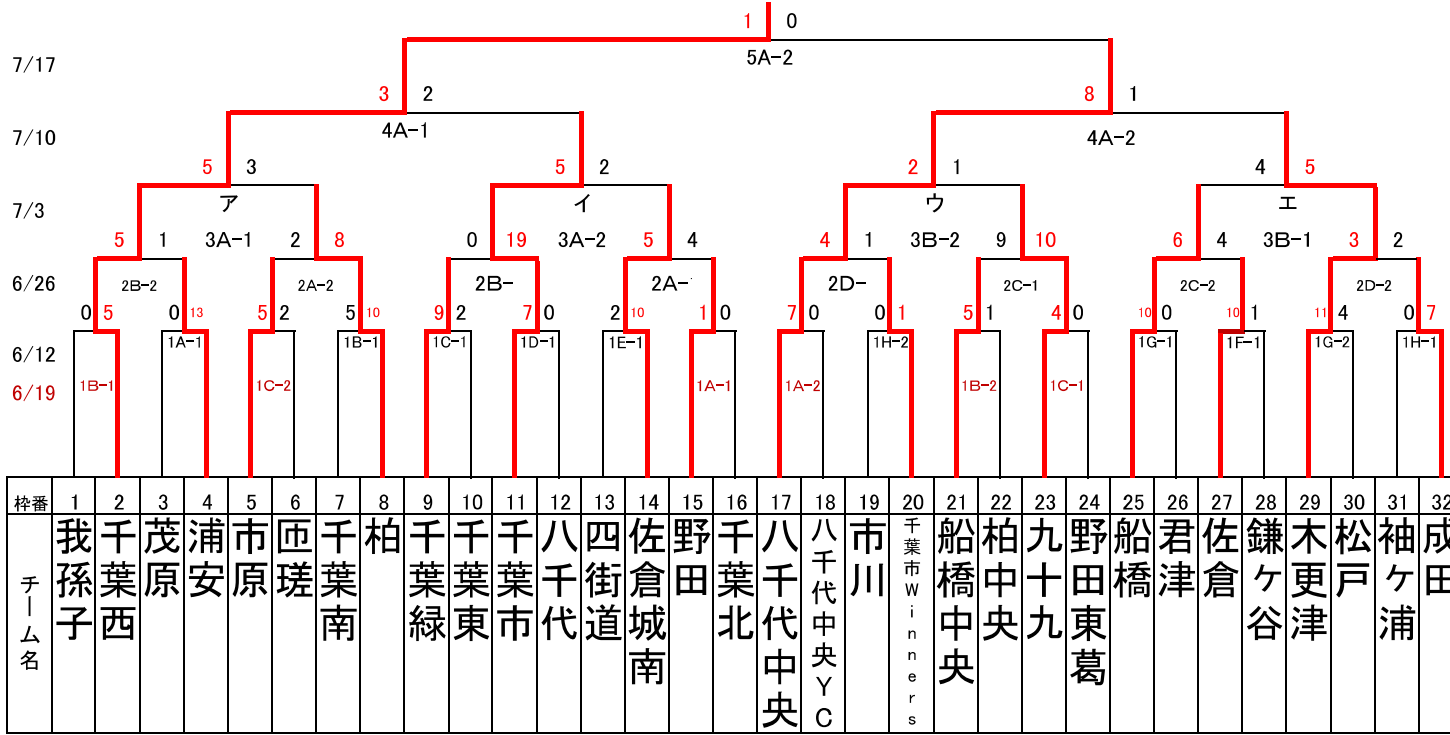 1 0
5A-2
7/17
3 2 8 1
4A-1 4A-2
7/10
5 3 5 2 2 1 4 5
ア イ ウ エ
7/3
5 1 3A-1 2 8 0 19 3A-2 5 4 4 1 3B-2 9 10 6 4 3B-1 3 2
6/26
2B-2 2A-2 2B- 2A- 2D- 2C-1 2C-2 2D-2
0 5 0 13 5 2 5 10 9 2 7 0 2 10 1 0 7 0 0 1 5 1 4 0 10 0 10 1 11 4 0 7
1A-1 1B-1 1C-1 1D-1 1E-1 1H-2 1G-1 1F-1 1G-2 1H-1
6/12
6/19
1B-1 1C-2 1A-1 1A-2 1B-2 1C-1
枠番 1 2 3 4 5 6 7 8 9 10 11 12 13 14 15 16 17 18 19 20 21 22 23 24 25 26 27 28 29 30 31 32
チーム名
我孫子
千葉西
茂原
浦安
市原
匝瑳
千葉南
柏
千葉緑
千葉東
千葉市
八千代
四街道
佐倉城南
野田
千葉北
八千代中央
八千代中央YC
市川
千葉市Winners
船橋中央
柏中央
九十九
野田東葛
船橋
君津
佐倉
鎌ケ谷
木更津
松戸
袖ケ浦
成田